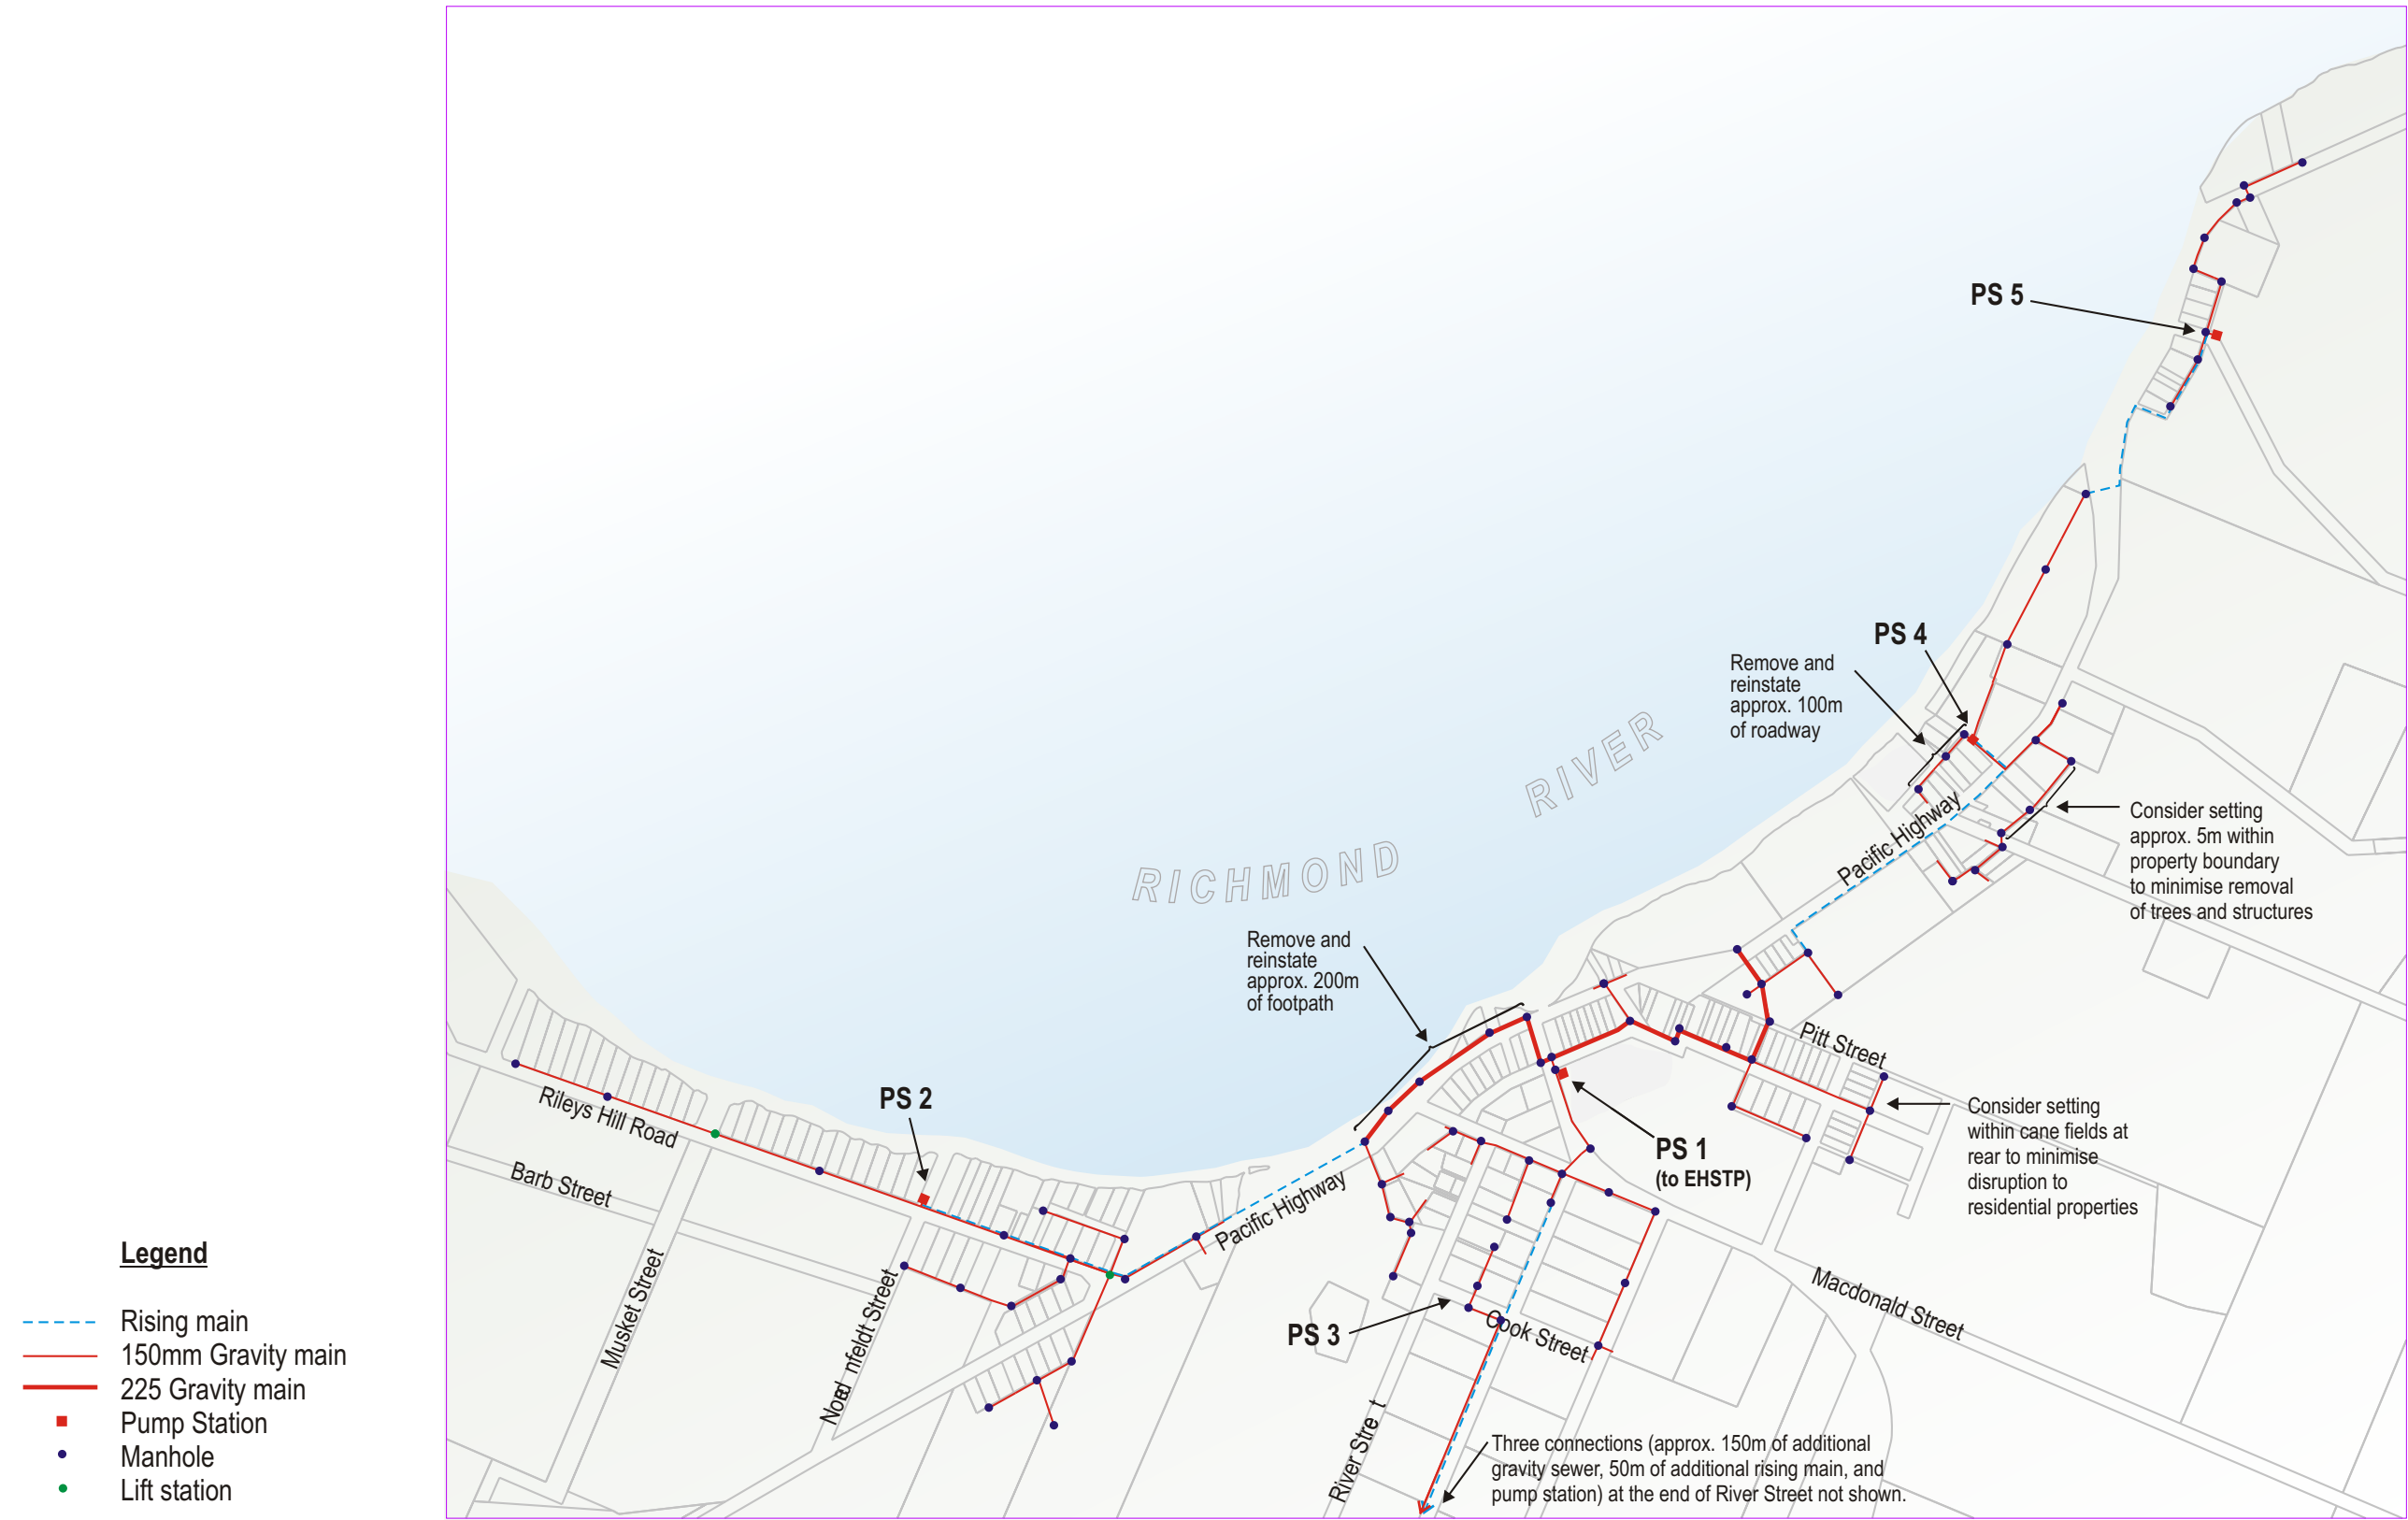 PS 5
PS 4
Remove and
reinstate
approx. 100m
of roadway
RICHMOND RIVER
Pacific Highway
Consider setting
approx. 5m within
property boundary
to minimise removal
of trees and structures
Remove and
reinstate
approx. 200m
of footpath
Pitt Street
PS 2
Rileys Hill Road
Barb Street
Consider setting
within cane fields at
rear to minimise
disruption to
residential properties
PS 1
(to EHSTP)
Pacific Highway
Musket Street
nfeldt Street
PS 3
Cook Street
Macdonald Street
River Stre t
Three connections (approx. 150m of additional
gravity sewer, 50m of additional rising main, and
pump station) at the end of River Street not shown.
Legend
Rising main
150mm Gravity main
225 Gravity main
Pump Station
Manhole
Lift station